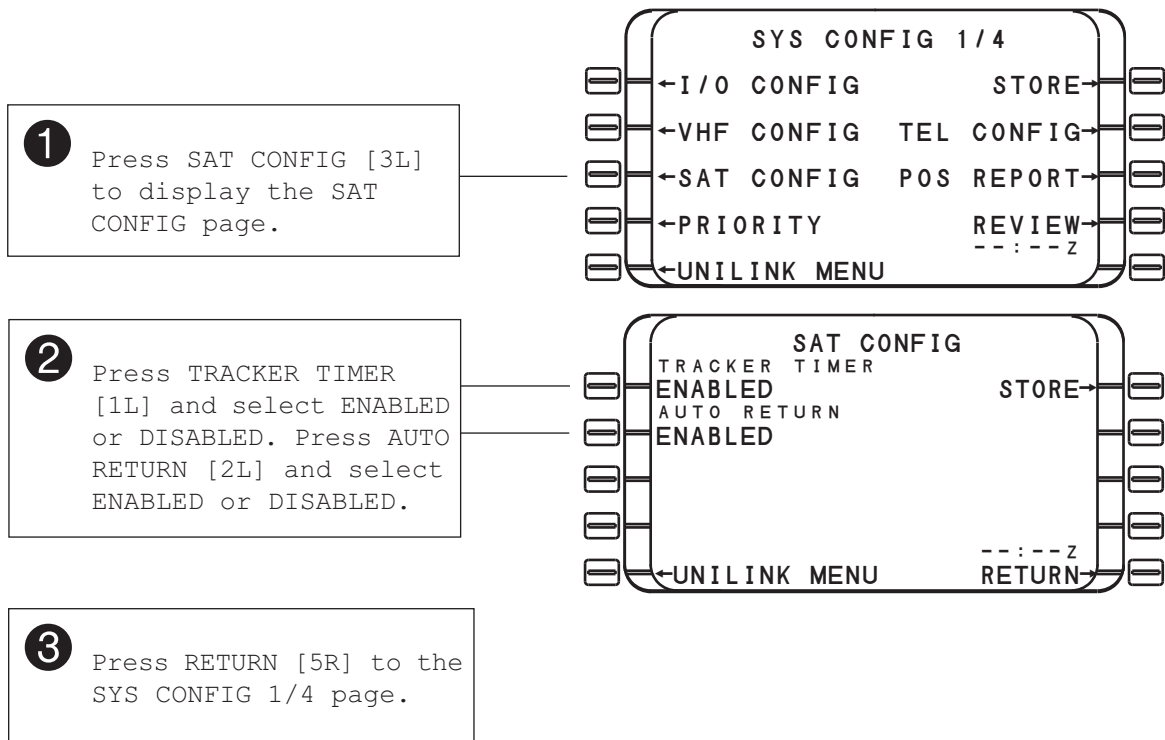 1
Press SAT CONFIG [3L]
to display the SAT
CONFIG page.
SYS CONFIG 1/4
←I/O CONFIG STORE→
←VHF CONFIG TEL CONFIG→
←SAT CONFIG POS REPORT→
←PRIORITY REVIEW→
--:--Z
←UNILINK MENU
2
Press TRACKER TIMER
[1L] and select ENABLED
or DISABLED. Press AUTO
RETURN [2L] and select
ENABLED or DISABLED.
SAT CONFIG
TRACKER TIMER
ENABLED STORE→
AUTO RETURN
ENABLED
--:--Z
←UNILINK MENU RETURN→
3
Press RETURN [5R] to the
SYS CONFIG 1/4 page.